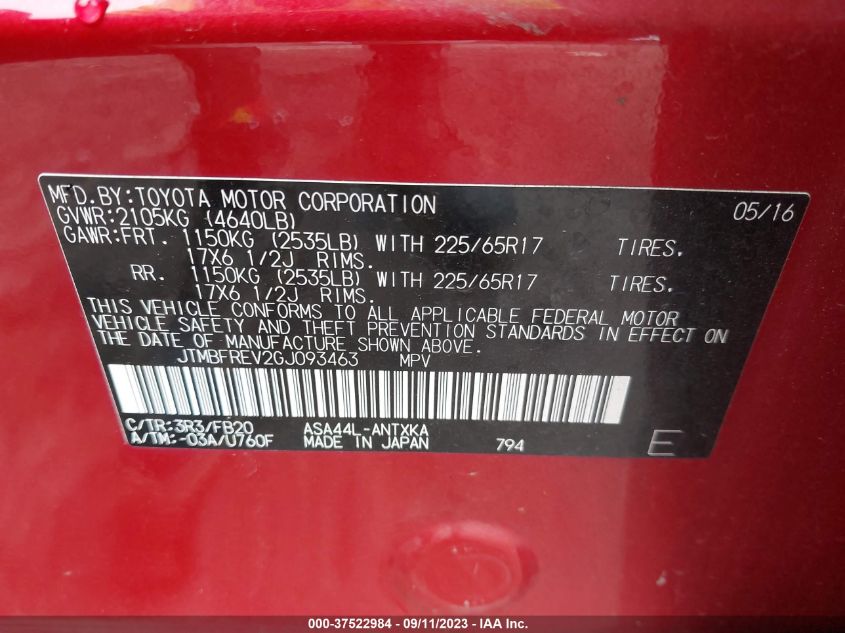 MFD.BY:TOYOTA MOTOR CORPORATION 05/16
GVWR:2105KG (4640LB)
GAWR:FRT. 1150KG (2535LB) WITH 225/65R17 TIRES.
17X6 1/2J RIMS.
RR. 1150KG (2535LB) WITH 225/65R17 TIRES.
17X6 1/2J RIMS.
THIS VEHICLE CONFORMS TO ALL APPLICABLE FEDERAL MOTOR
VEHICLE SAFETY AND THEFT PREVENTION STANDARDS IN EFFECT ON
THE DATE OF MANUFACTURE SHOWN ABOVE.
JTMBFREV2GJ093463 MPV
C/TR:3R3/FB20 ASA44L-ANTXKA
A/TM:-03A/U760F MADE IN JAPAN 794 E
000-37522984 - 09/11/2023 - IAA Inc.